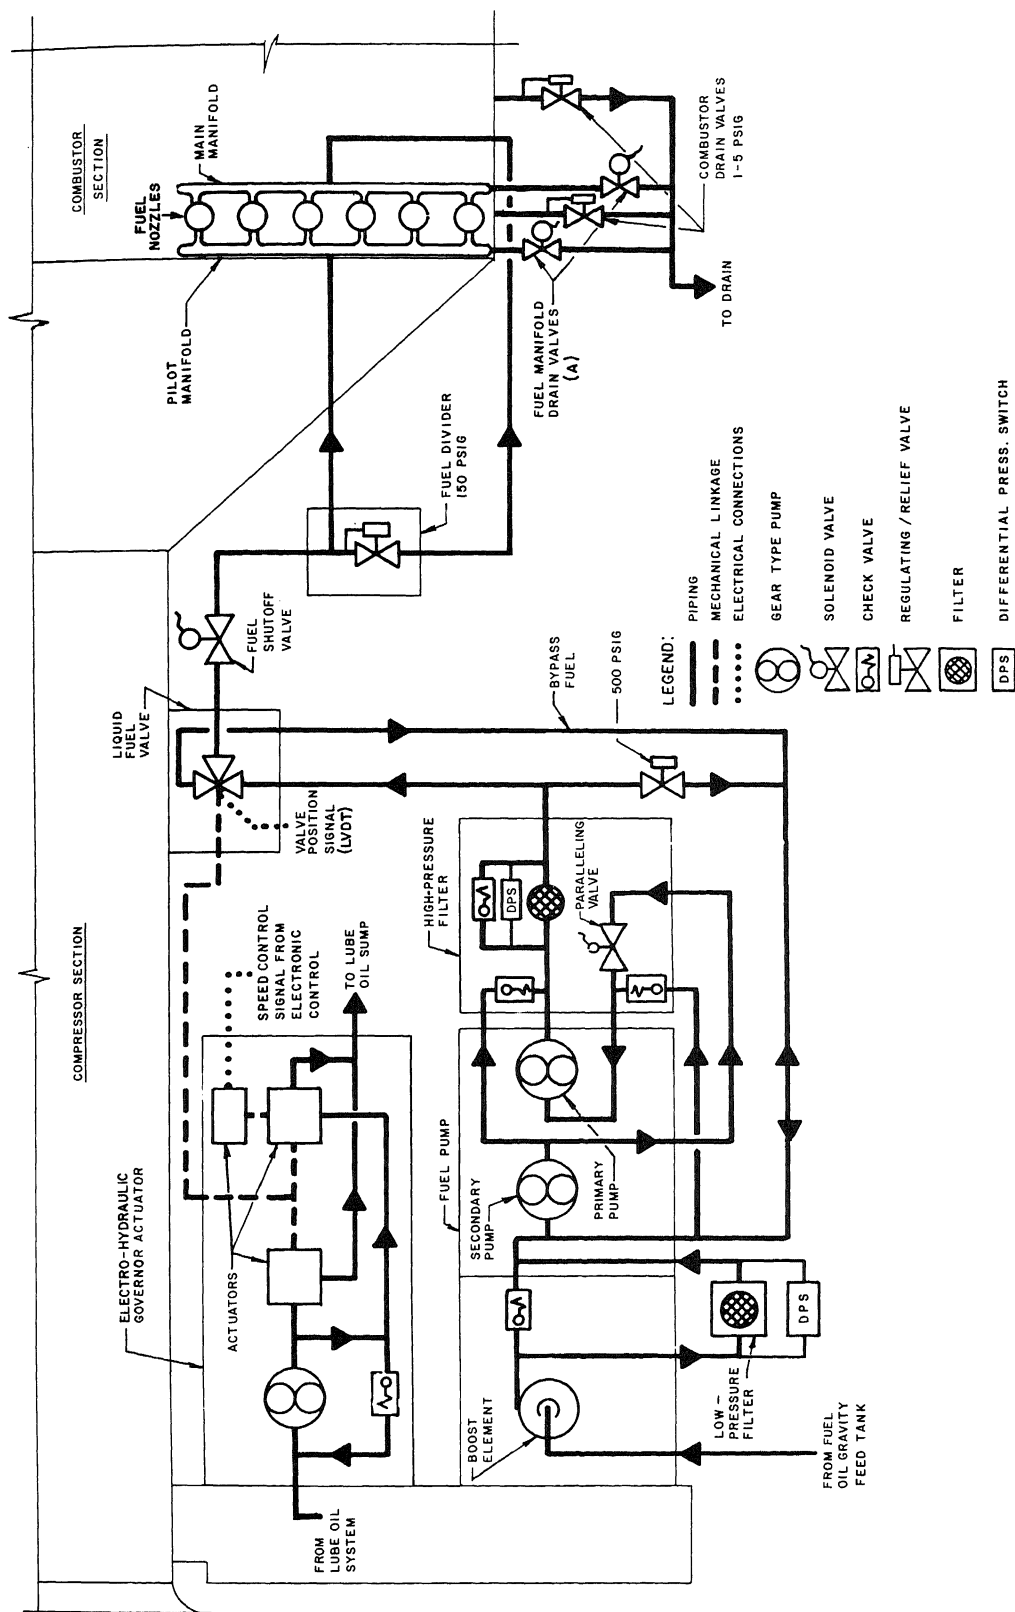 COMBUSTOR
SECTION
MAIN
MANIFOLD
FUEL
NOZZLES
PILOT
MANIFOLD
COMBUSTOR
DRAIN VALVES
1-5 PSIG
TO DRAIN
FUEL MANIFOLD
DRAIN VALVES
(A)
FUEL DIVIDER
150 PSIG
FUEL
SHUTOFF
VALVE
LIQUID
FUEL
VALVE
VALVE
POSITION
SIGNAL
(LVDT)
BYPASS
FUEL
500 PSIG
COMPRESSOR SECTION
SPEED CONTROL
SIGNAL FROM
ELECTRONIC
CONTROL
TO LUBE
OIL SUMP
ELECTRO-HYDRAULIC
GOVERNOR ACTUATOR
ACTUATORS
FROM
LUBE OIL
SYSTEM
HIGH-PRESSURE
FILTER
DPS
PARALLELING
VALVE
FUEL PUMP
SECONDARY
PUMP
PRIMARY
PUMP
BOOST
ELEMENT
LOW-
PRESSURE
FILTER
DPS
FROM FUEL
OIL GRAVITY
FEED TANK
LEGEND:
PIPING
MECHANICAL LINKAGE
ELECTRICAL CONNECTIONS
GEAR TYPE PUMP
SOLENOID VALVE
CHECK VALVE
REGULATING / RELIEF VALVE
FILTER
DPS
DIFFERENTIAL PRESS. SWITCH